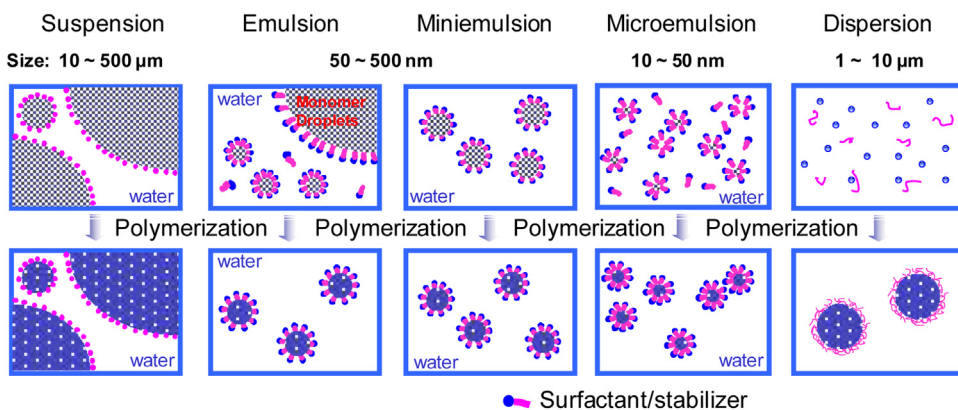 Suspension Emulsion Miniemulsion Microemulsion Dispersion
Size: 10 ~ 500 µm 50 ~ 500 nm 10 ~ 50 nm 1 ~ 10 µm
water
Monomer
Droplets
water
water
water
water
Polymerization Polymerization Polymerization Polymerization
water
water
water
water
Surfactant/stabilizer